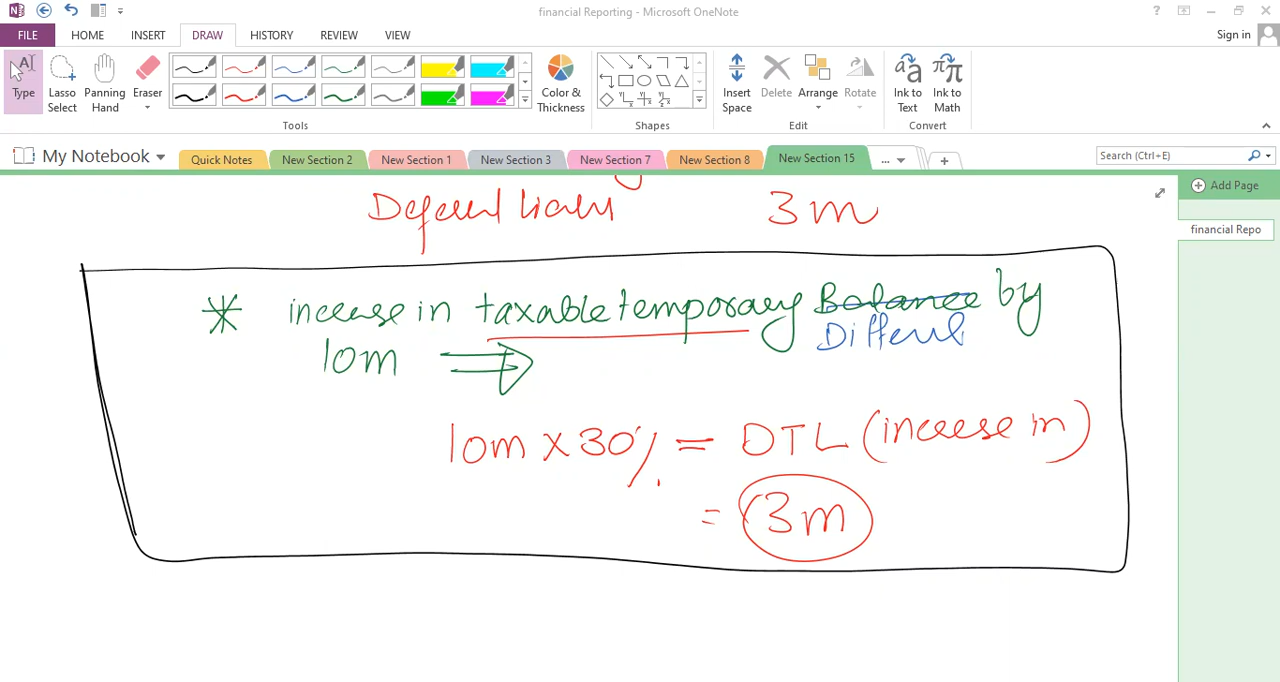 financial Reporting - Microsoft OneNote
?
FILE HOME INSERT DRAW HISTORY REVIEW VIEW
Sign in
Type
Lasso Select
Panning Hand
Eraser
Color & Thickness
Insert Space
Delete
Arrange
Rotate
Ink to Text
Ink to Math
Tools
Shapes
Edit
Convert
My Notebook
Quick Notes
New Section 2
New Section 1
New Section 3
New Section 7
New Section 8
New Section 15
...
Search (Ctrl+E)
Add Page
financial Repo
3m
* increase in taxable temporary Balance by
Differenc
10m ⇒
10m × 30% = DTL (increese in)
= 3m